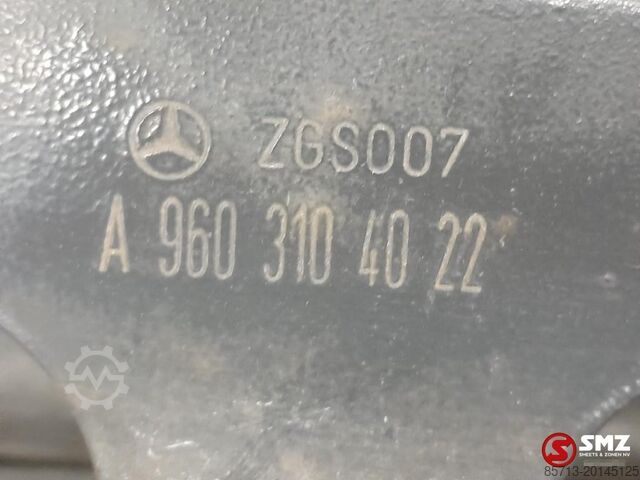 ZGS007
A 960 310 40 22
SMZ
SMEETS & ZONEN NV
85713-20145125